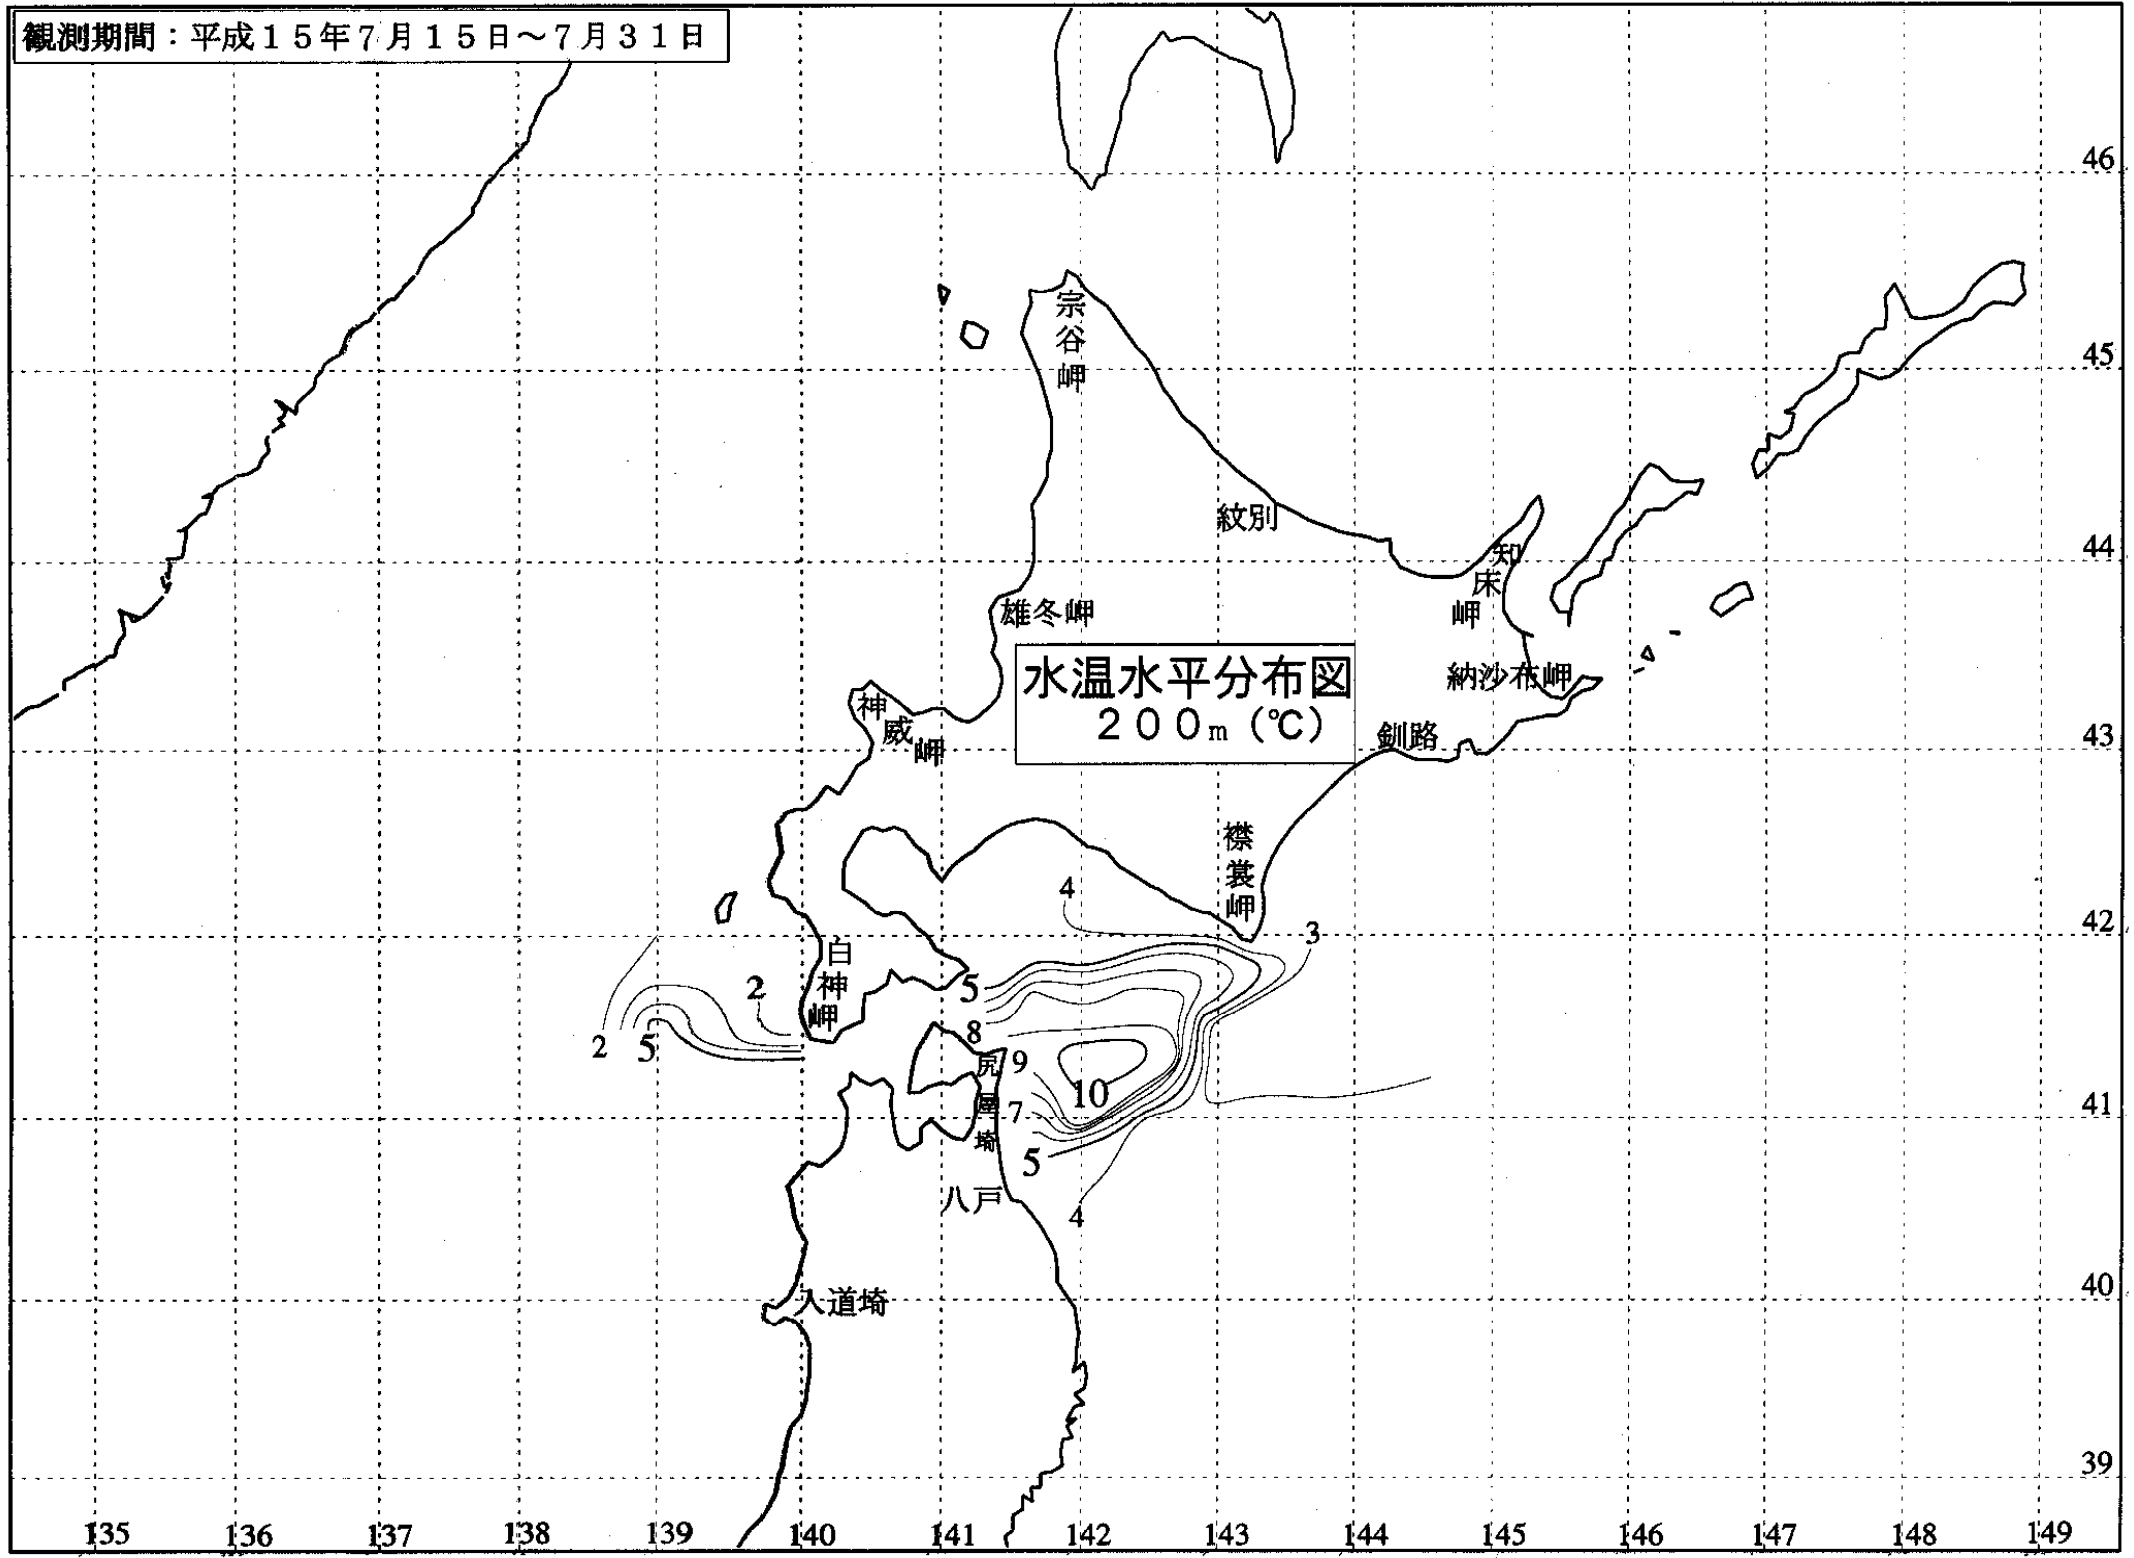 観測期間：平成１５年７月１５日～７月３１日
46
宗谷岬
45
紋別
44
知床岬
雄冬岬
水温水平分布図
２００ｍ（℃）
納沙布岬
神威岬
釧路
43
襟裳岬
4
42
3
白神岬
2
5
8
2
5
尻屋埼
9
10
7
41
5
八戸
4
40
入道埼
39
135 136 137 138 139 140 141 142 143 144 145 146 147 148 149